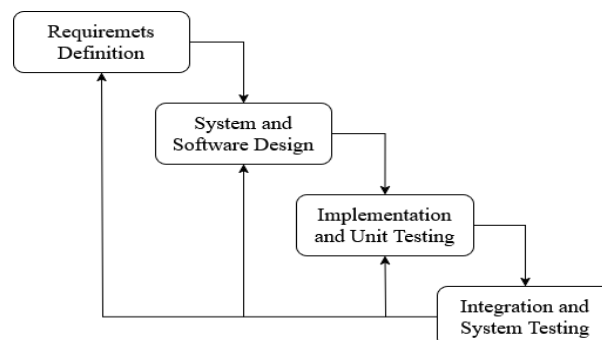 Requiremets
Definition
System and
Software Design
Implementation
and Unit Testing
Integration and
System Testing